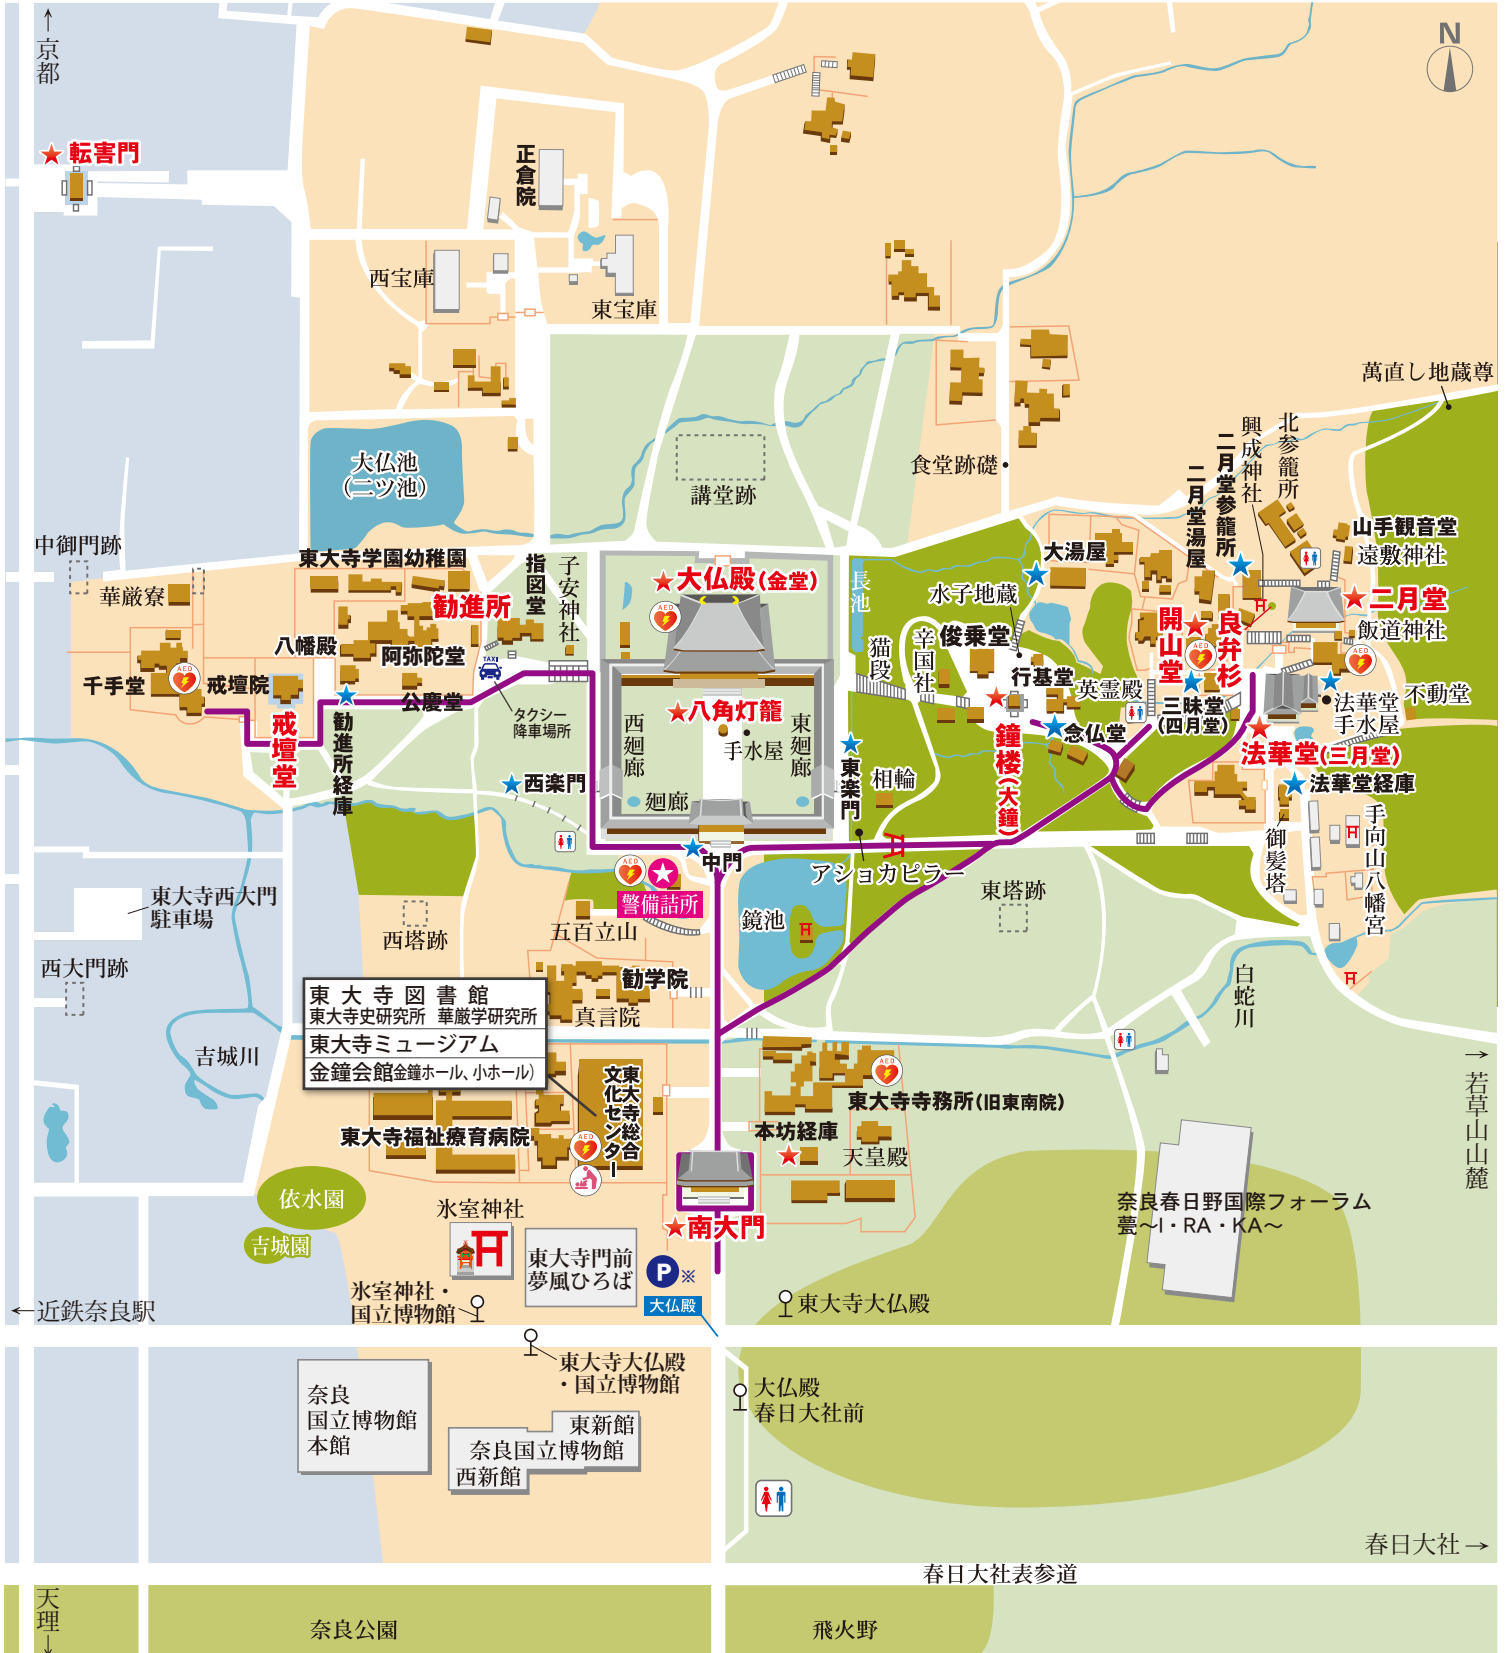 京都
N
転害門
正倉院
西宝庫
東宝庫
萬直し地蔵尊
大仏池
(二ツ池)
講堂跡
食堂跡礎
北参籠所
興成神社
二月堂参籠所
二月堂湯屋
山手観音堂
遠敷神社
二月堂
飯道神社
中御門跡
華厳寮
東大寺学園幼稚園
指図堂
子安神社
勧進所
八幡殿
阿弥陀堂
千手堂
戒壇院
公慶堂
戒壇堂
勧進所経庫
TAXI
タクシー
降車場所
AED
大仏殿(金堂)
八角灯籠
手水屋
西廻廊
東廻廊
廻廊
西楽門
東楽門
中門
長池
猫段
辛国社
水子地蔵
俊乗堂
行基堂
大湯屋
英霊殿
念仏堂
鐘楼(大鐘)
相輪
開山堂
良弁杉
AED
三昧堂
(四月堂)
AED
法華堂
手水屋
不動堂
法華堂(三月堂)
法華堂経庫
御髪塔
手向山八幡宮
AED
AED
警備詰所
アショカピラー
鏡池
東塔跡
白蛇川
東大寺西大門
駐車場
西大門跡
西塔跡
五百立山
勧学院
真言院
吉城川
東大寺図書館
東大寺史研究所 華厳学研究所
東大寺ミュージアム
金鐘会館(金鐘ホール、小ホール)
東大寺総合
文化センター
AED
東大寺福祉療育病院
AED
東大寺寺務所(旧東南院)
本坊経庫
天皇殿
南大門
若草山山麓
依水園
吉城園
氷室神社
東大寺門前
夢風ひろば
P※
大仏殿
氷室神社・
国立博物館
東大寺大仏殿
奈良春日野国際フォーラム
甍～I・RA・KA～
近鉄奈良駅
東大寺大仏殿
・国立博物館
大仏殿
春日大社前
奈良
国立博物館
本館
東新館
奈良国立博物館
西新館
春日大社
春日大社表参道
天理
奈良公園
飛火野